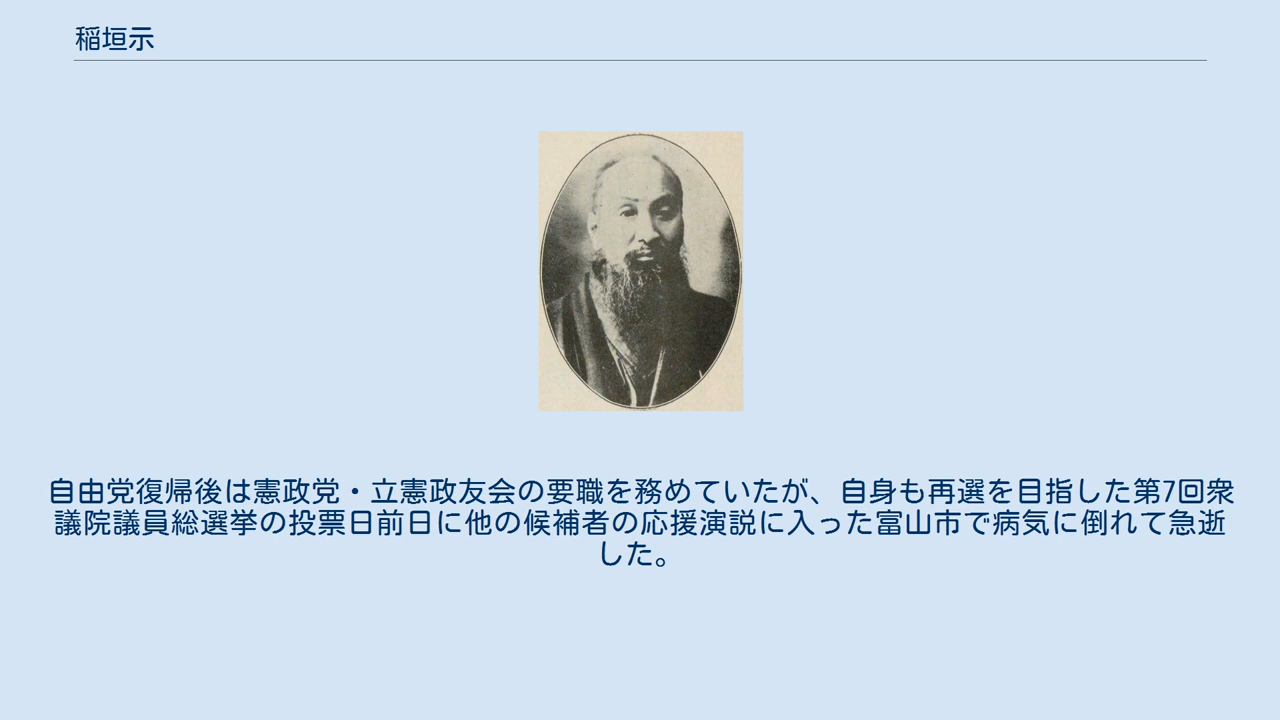 稲垣示
自由党復帰後は憲政党・立憲政友会の要職を務めていたが、自身も再選を目指した第7回衆
議院議員総選挙の投票日前日に他の候補者の応援演説に入った富山市で病気に倒れて急逝
した。